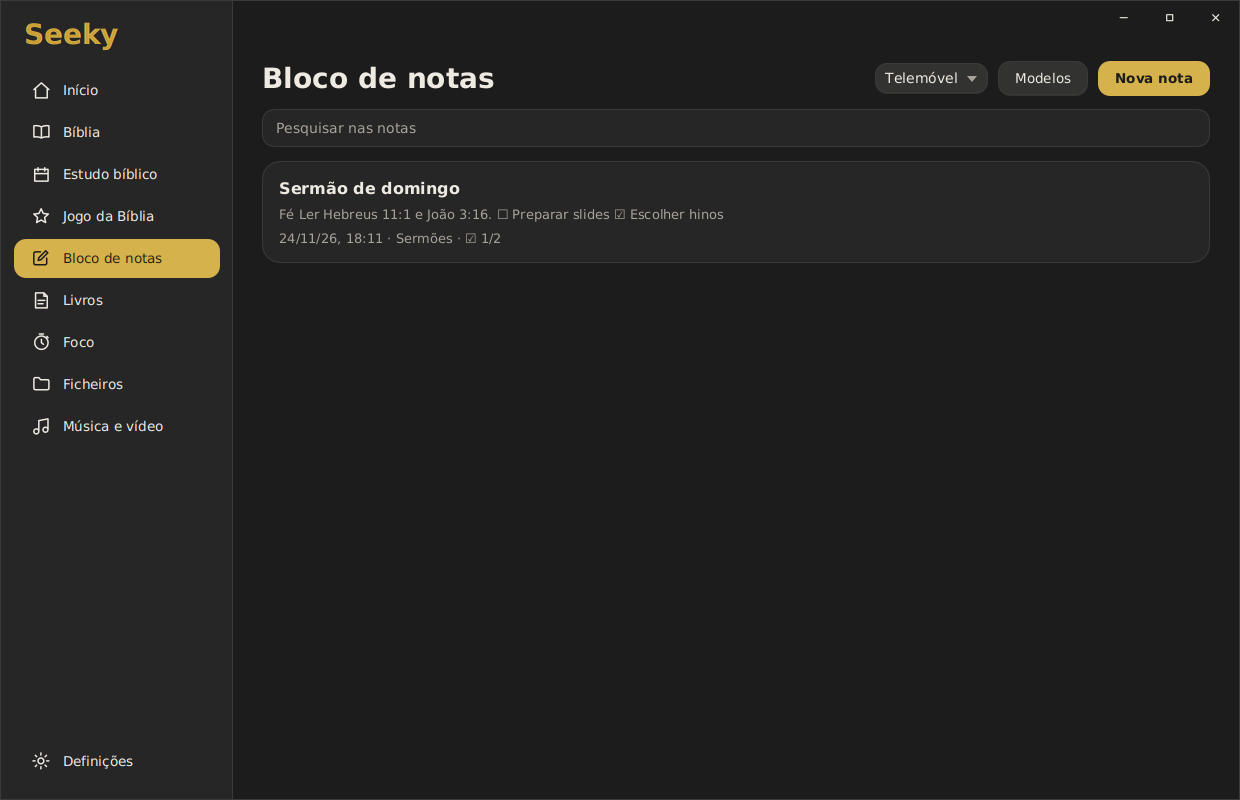 Seeky
Início
Bíblia
Estudo bíblico
Jogo da Bíblia
Bloco de notas
Livros
Foco
Ficheiros
Música e vídeo
Definições
Bloco de notas
Telemóvel
Modelos
Nova nota
Pesquisar nas notas
Sermão de domingo
Fé Ler Hebreus 11:1 e João 3:16. ☐ Preparar slides ☑ Escolher hinos
24/11/26, 18:11 · Sermões · ☑ 1/2